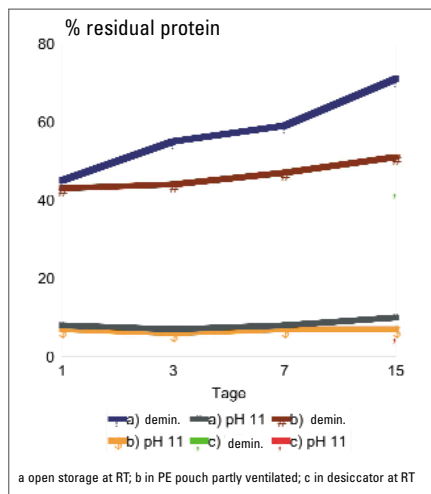 % residual protein
80
60
40
20
0
1 3 7 15
Tage
a) demin. a) pH 11 b) demin.
b) pH 11 c) demin. c) pH 11
a open storage at RT; b in PE pouch partly ventilated; c in desiccator at RT